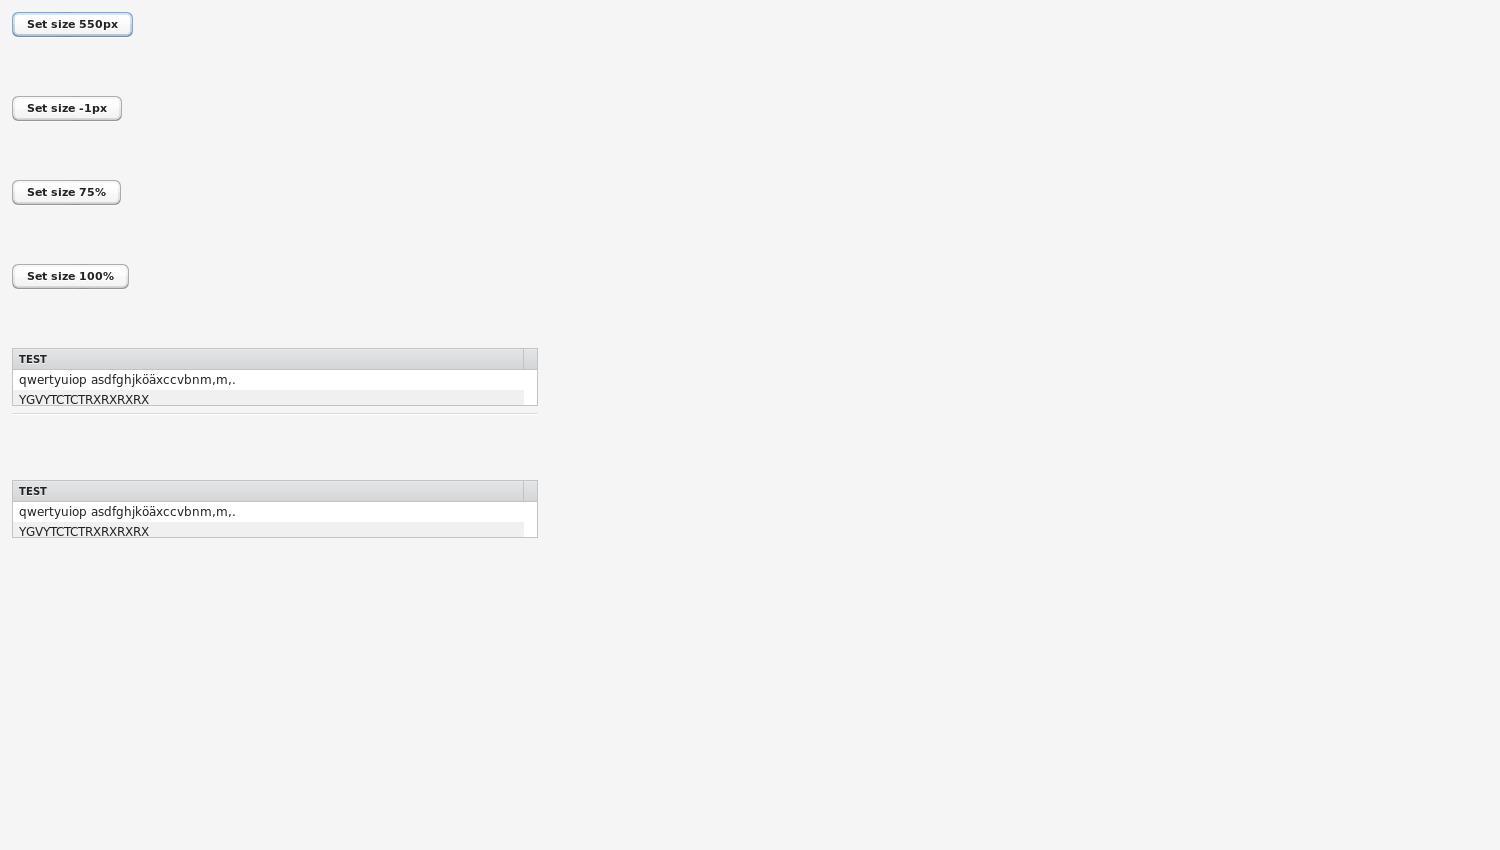 Set size 550px
Set size -1px
Set size 75%
Set size 100%
TEST
qwertyuiop asdfghjköäxccvbnm,m,.
YGVYTCTCTRXRXRXRX
TEST
qwertyuiop asdfghjköäxccvbnm,m,.
YGVYTCTCTRXRXRXRX